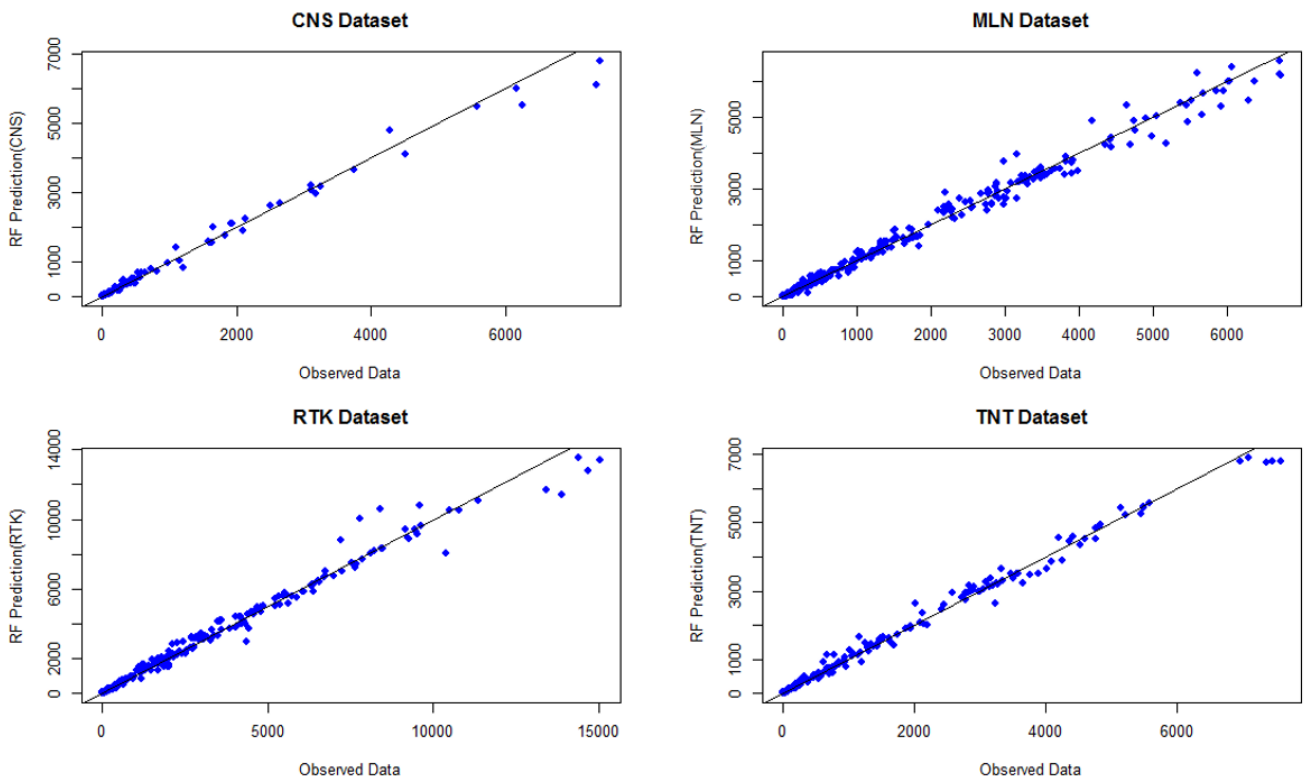 CNS Dataset
RF Prediction(CNS)
7000
5000
3000
1000
0
0 2000 4000 6000
Observed Data
MLN Dataset
RF Prediction(MLN)
5000
3000
1000
0
0 1000 2000 3000 4000 5000 6000
Observed Data
RTK Dataset
RF Prediction(RTK)
14000
10000
6000
2000
0
0 5000 10000 15000
Observed Data
TNT Dataset
RF Prediction(TNT)
7000
5000
3000
1000
0
0 2000 4000 6000
Observed Data